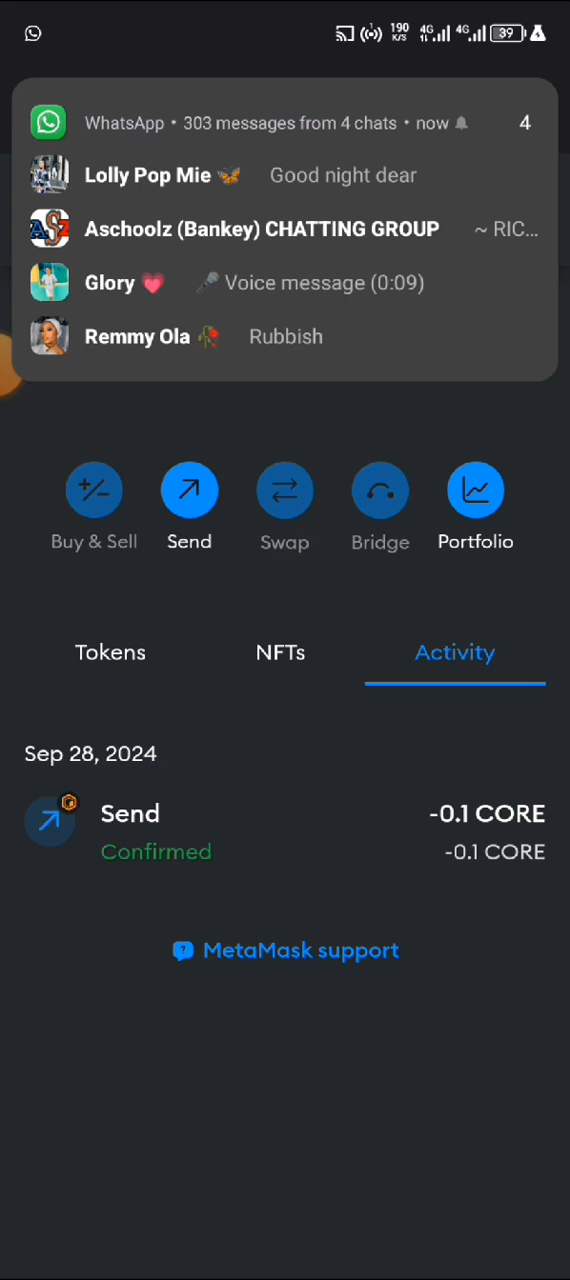 190
K/S
4G
4G
39
WhatsApp • 303 messages from 4 chats • now
4
Lolly Pop Mie 🦋 Good night dear
Aschoolz (Bankey) CHATTING GROUP ~ RIC...
Glory 💗 🎤 Voice message (0:09)
Remmy Ola 🥀 Rubbish
Buy & Sell
Send
Swap
Bridge
Portfolio
Tokens
NFTs
Activity
Sep 28, 2024
Send
-0.1 CORE
Confirmed
-0.1 CORE
MetaMask support